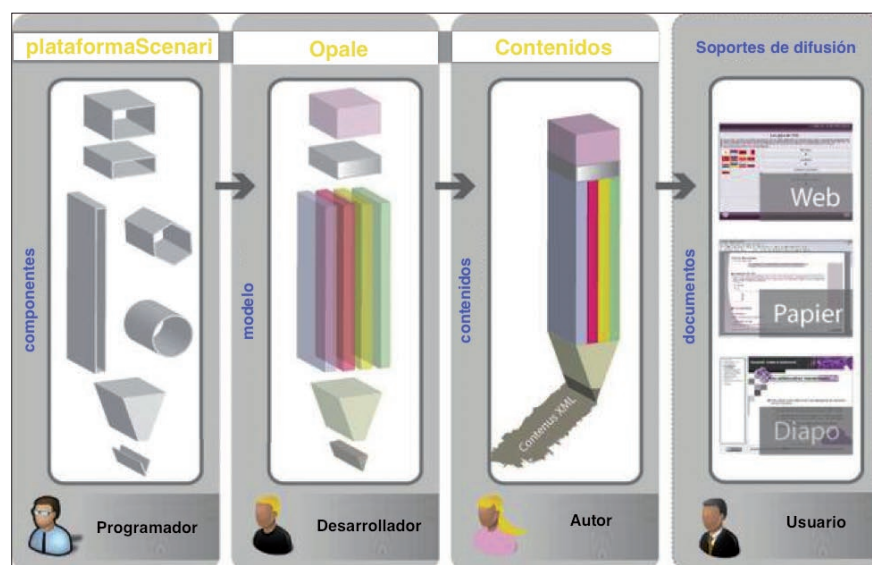 plataformaScenari
Opale
Contenidos
Soportes de difusión
componentes
modelo
contenidos
documentos
Contenus XML
Web
Papier
Diapo
Programador
Desarrollador
Autor
Usuario